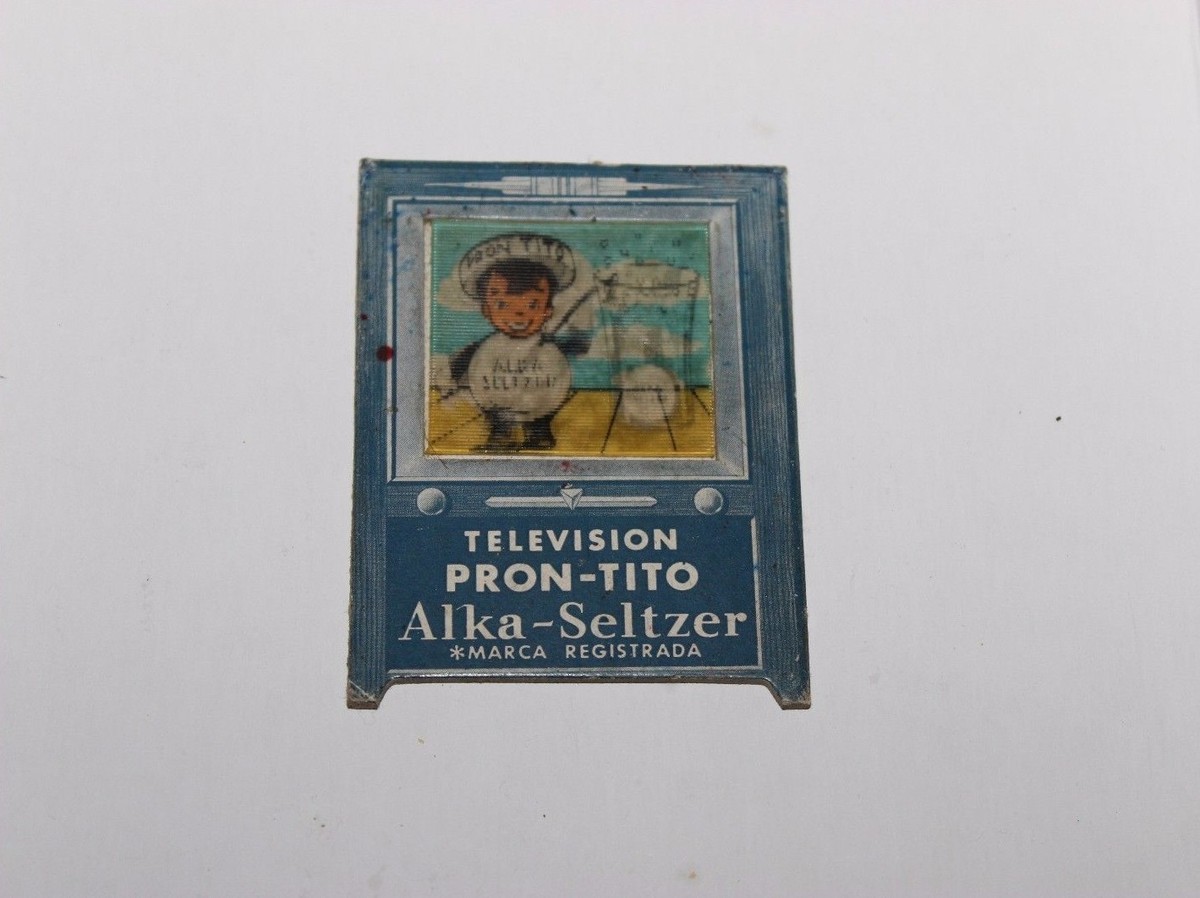 PRON TITO
ALKA
SELTZER
TELEVISION
PRON-TITO
Alka-Seltzer
*MARCA REGISTRADA